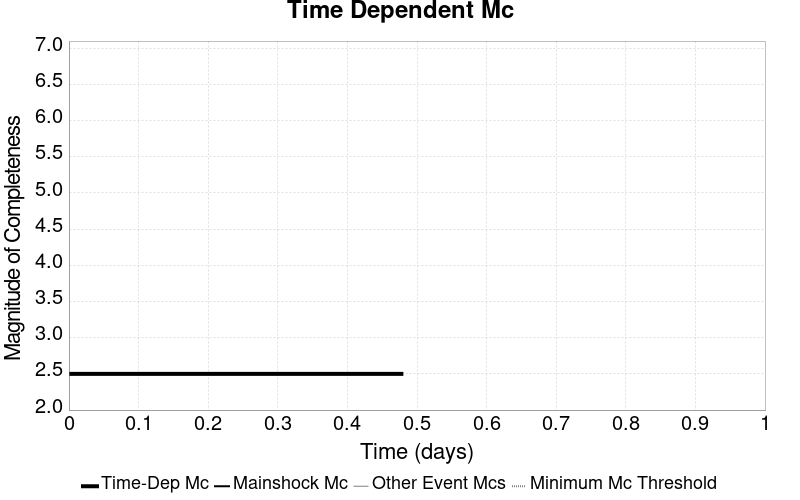 Time Dependent Mc
Magnitude of Completeness
7.0
6.5
6.0
5.5
5.0
4.5
4.0
3.5
3.0
2.5
2.0
0 0.1 0.2 0.3 0.4 0.5 0.6 0.7 0.8 0.9 1
Time (days)
Time-Dep Mc Mainshock Mc Other Event Mcs Minimum Mc Threshold